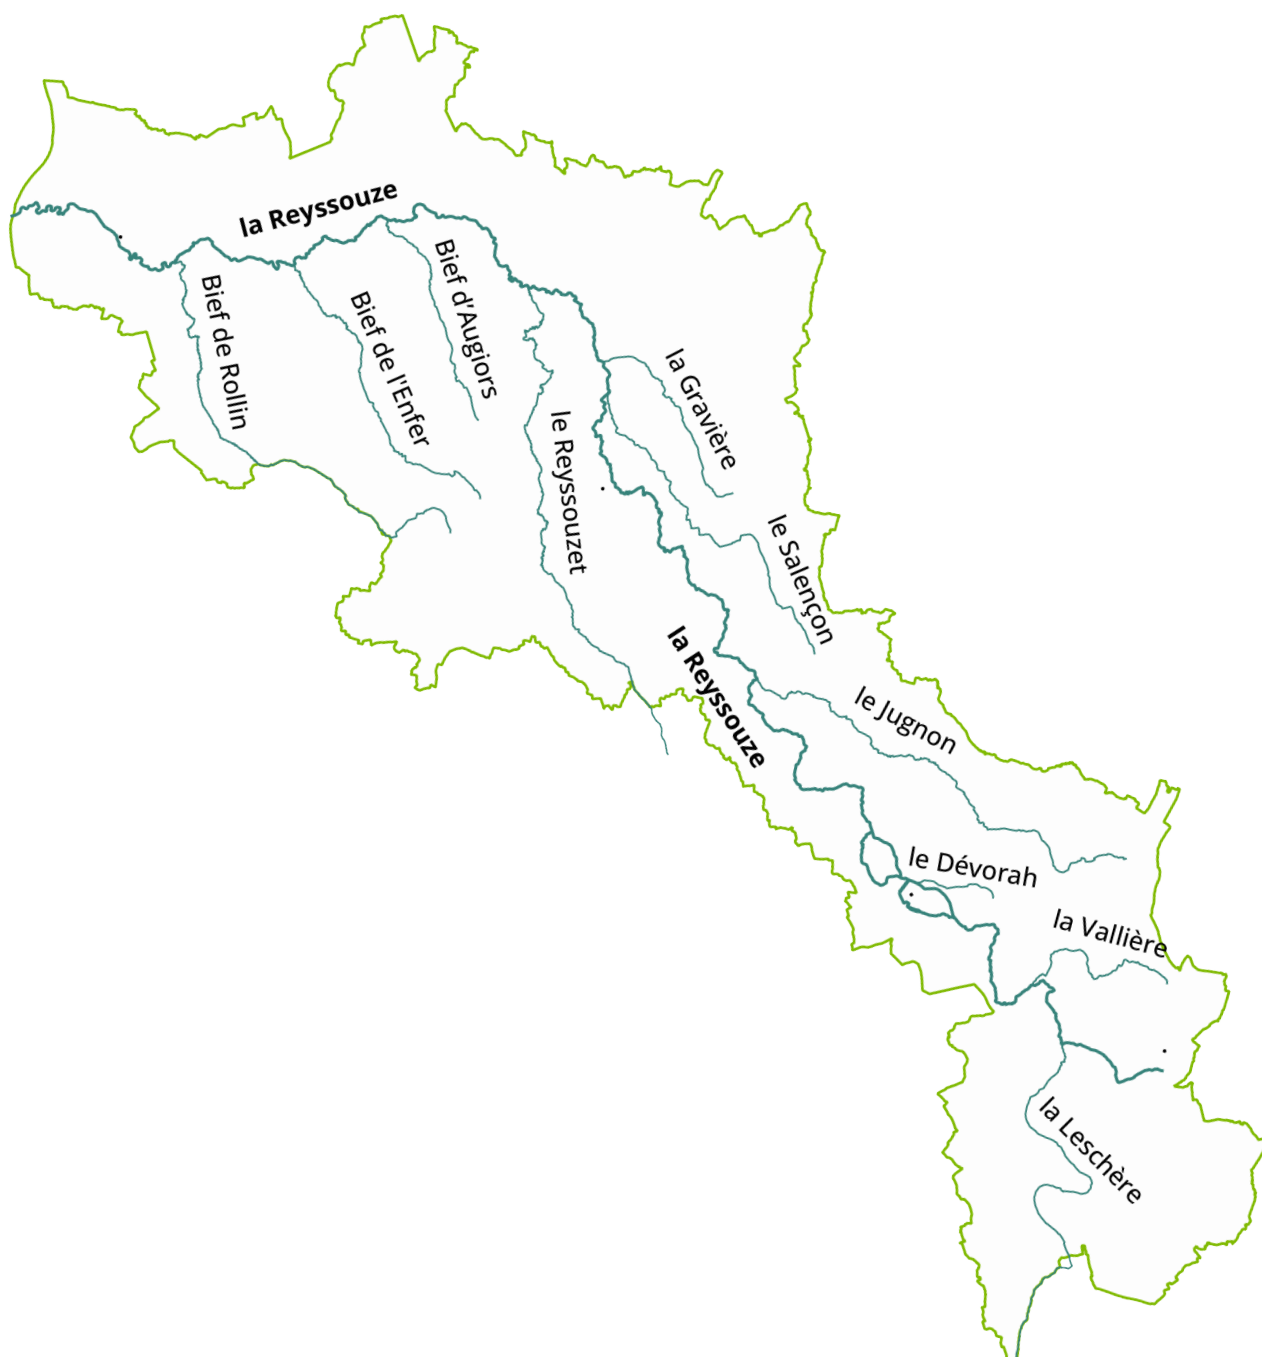 la Reyssouze
Bief de Rollin
Bief de l'Enfer
Bief d'Augiors
le Reyssouzet
la Gravière
le Salençon
la Reyssouze
le Jugnon
le Dévorah
la Vallière
la Leschère